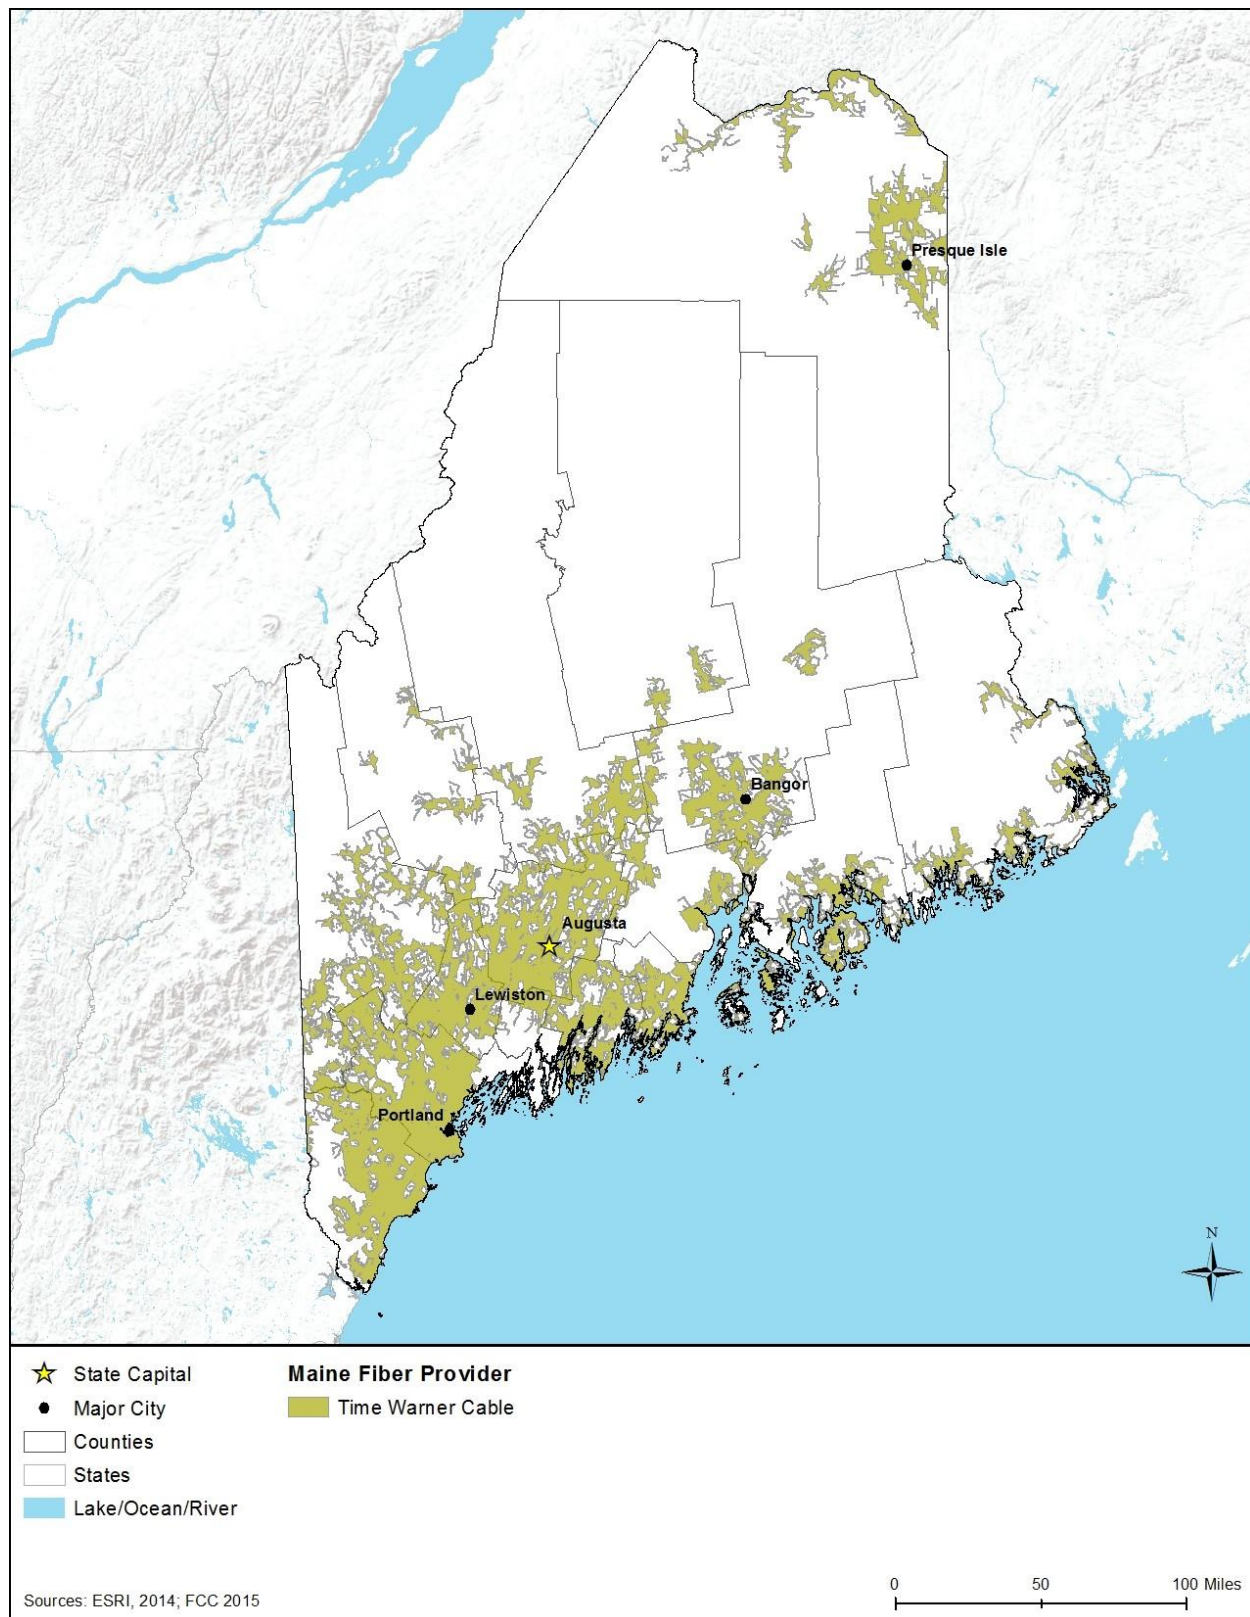 Presque Isle
Bangor
Augusta
Lewiston
Portland
N
State Capital
Major City
Counties
States
Lake/Ocean/River
Maine Fiber Provider
Time Warner Cable
Sources: ESRI, 2014; FCC 2015
0 50 100 Miles